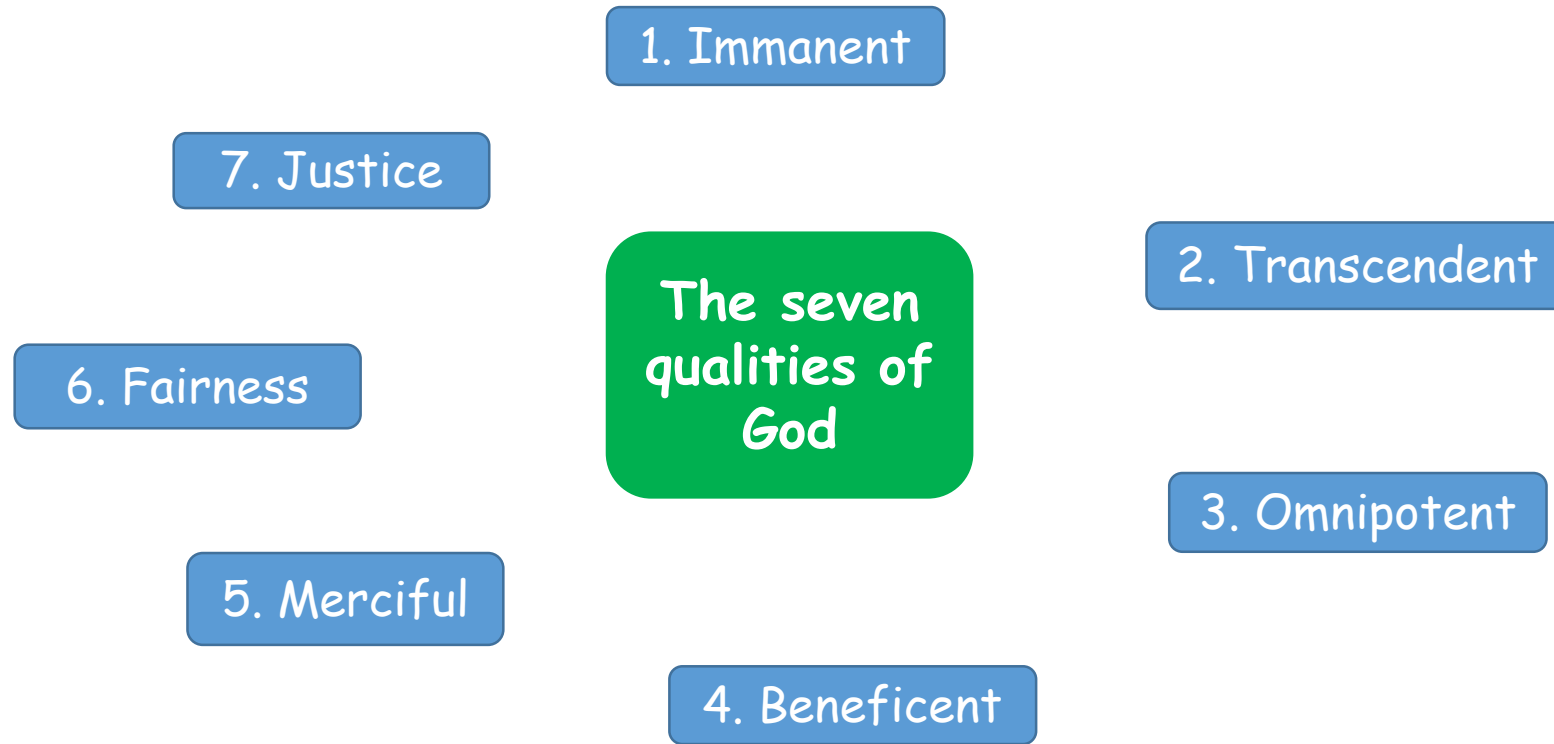 1. Immanent
7. Justice
2. Transcendent
The seven
qualities of
God
6. Fairness
3. Omnipotent
5. Merciful
4. Beneficent